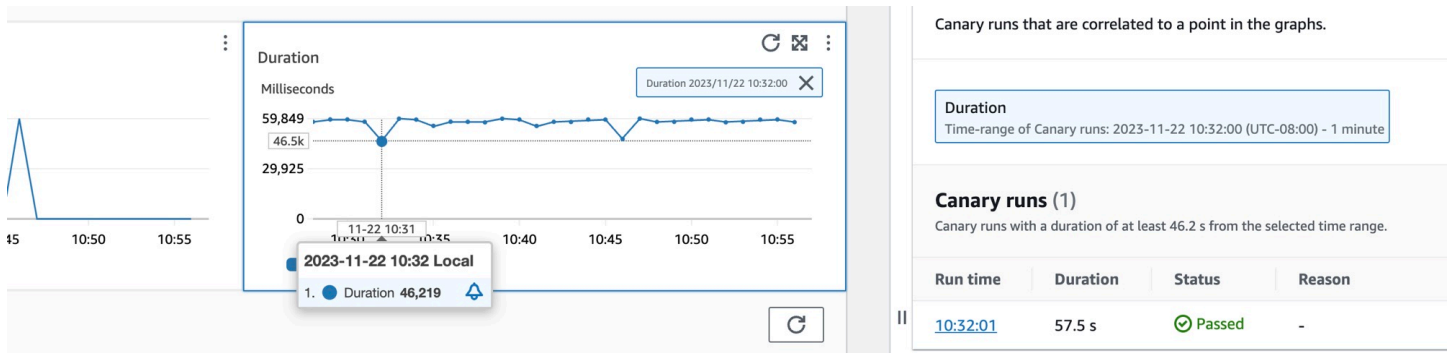 Duration
Milliseconds
Duration 2023/11/22 10:32:00
59,849
46.5k
29,925
0
11-22 10:31
45 10:50 10:55
10:30 10:35 10:40 10:45 10:50 10:55
2023-11-22 10:32 Local
1. Duration 46,219
Canary runs that are correlated to a point in the graphs.
Duration
Time-range of Canary runs: 2023-11-22 10:32:00 (UTC-08:00) - 1 minute
Canary runs (1)
Canary runs with a duration of at least 46.2 s from the selected time range.
Run time Duration Status Reason
10:32:01 57.5 s Passed -